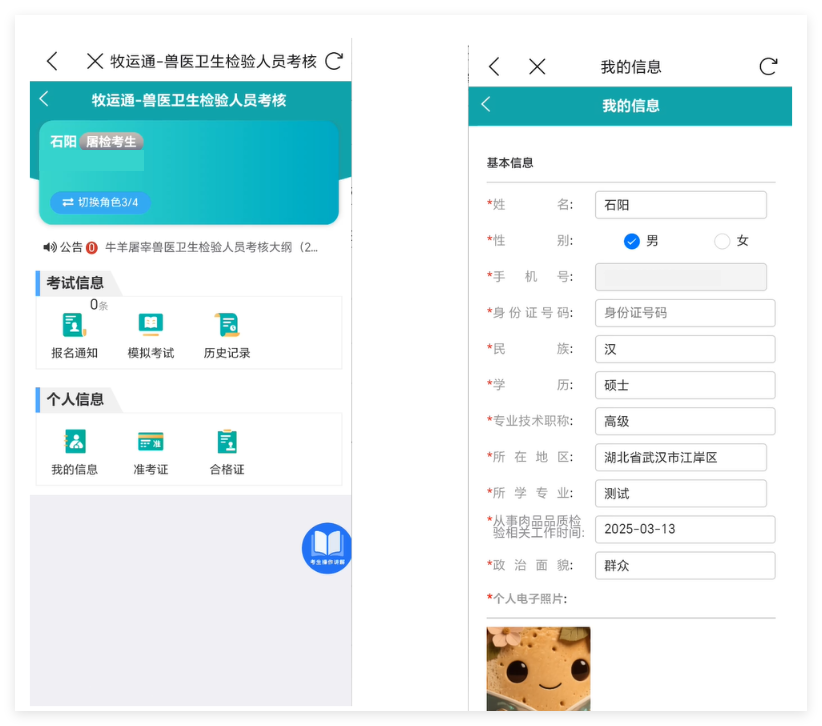 牧运通-兽医卫生检验人员考核
牧运通-兽医卫生检验人员考核
石阳 屠检考生
切换角色3/4
公告 0 牛羊屠宰兽医卫生检验人员考核大纲（2...
考试信息
0条
报名通知 模拟考试 历史记录
个人信息
准
我的信息 准考证 合格证
考生操作讲解
我的信息
我的信息
基本信息
*姓名: 石阳
*性别: 男 女
*手机号:
*身份证号码: 身份证号码
*民族: 汉
*学历: 硕士
*专业技术职称: 高级
*所在地区: 湖北省武汉市江岸区
*所学专业: 测试
*从事肉品品质检
验相关工作时间: 2025-03-13
*政治面貌: 群众
*个人电子照片: